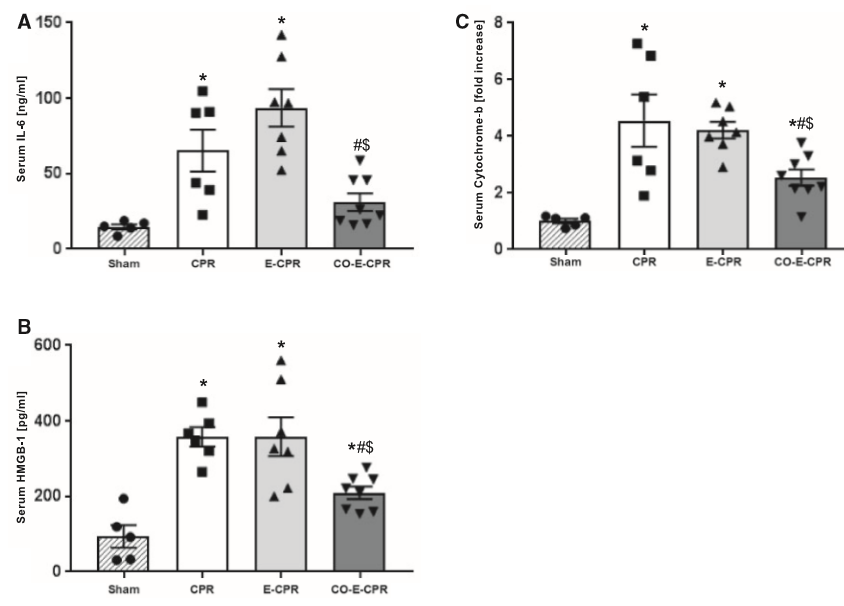 A
Serum IL-6 [ng/ml]
150
100
50
0
*
*
#$
Sham CPR E-CPR CO-E-CPR
C
Serum Cytochrome-b [fold increase]
8
6
4
2
0
*
*
*#$
Sham CPR E-CPR CO-E-CPR
B
Serum HMGB-1 [pg/ml]
600
400
200
0
*
*
*#$
Sham CPR E-CPR CO-E-CPR